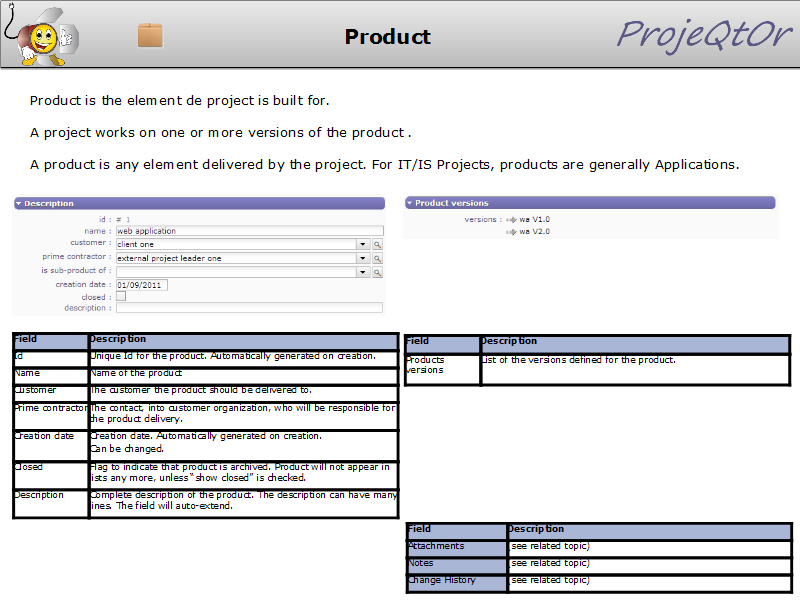 Product
ProjeQtOr
Product is the element de project is built for.
A project works on one or more versions of the product .
A product is any element delivered by the project. For IT/IS Projects, products are generally Applications.
Description
id : # 1
name : web application
customer : client one
prime contractor : external project leader one
is sub-product of :
creation date : 01/09/2011
closed :
description :
Product versions
versions : wa V1.0
wa V2.0
Field Description
Id Unique Id for the product. Automatically generated on creation.
Name Name of the product
Customer The customer the product should be delivered to.
Prime contractor The contact, into customer organization, who will be responsible for
the product delivery.
Creation date Creation date. Automatically generated on creation.
Can be changed.
Closed Flag to indicate that product is archived. Product will not appear in
lists any more, unless “show closed” is checked.
Description Complete description of the product. The description can have many
lines. The field will auto-extend.
Field Description
Products List of the versions defined for the product.
versions
Field Description
Attachments (see related topic)
Notes (see related topic)
Change History (see related topic)